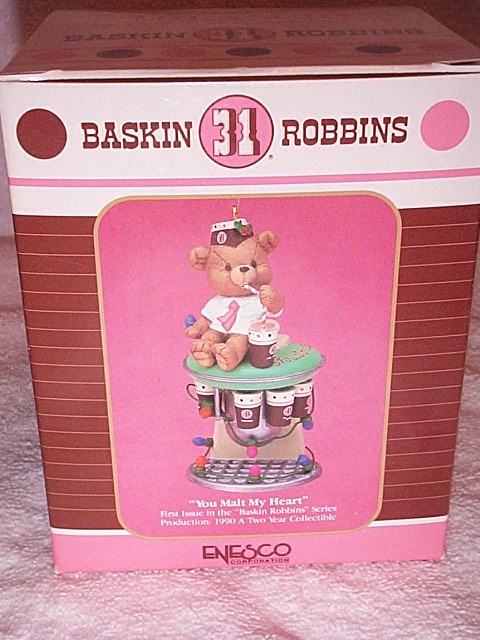 BASKIN 31 ROBBINS
BASKIN 31 ROBBINS
"You Malt My Heart"
First Issue in the "Baskin Robbins" Series
Production: 1990 A Two Year Collectible
ENESCO
CORPORATION